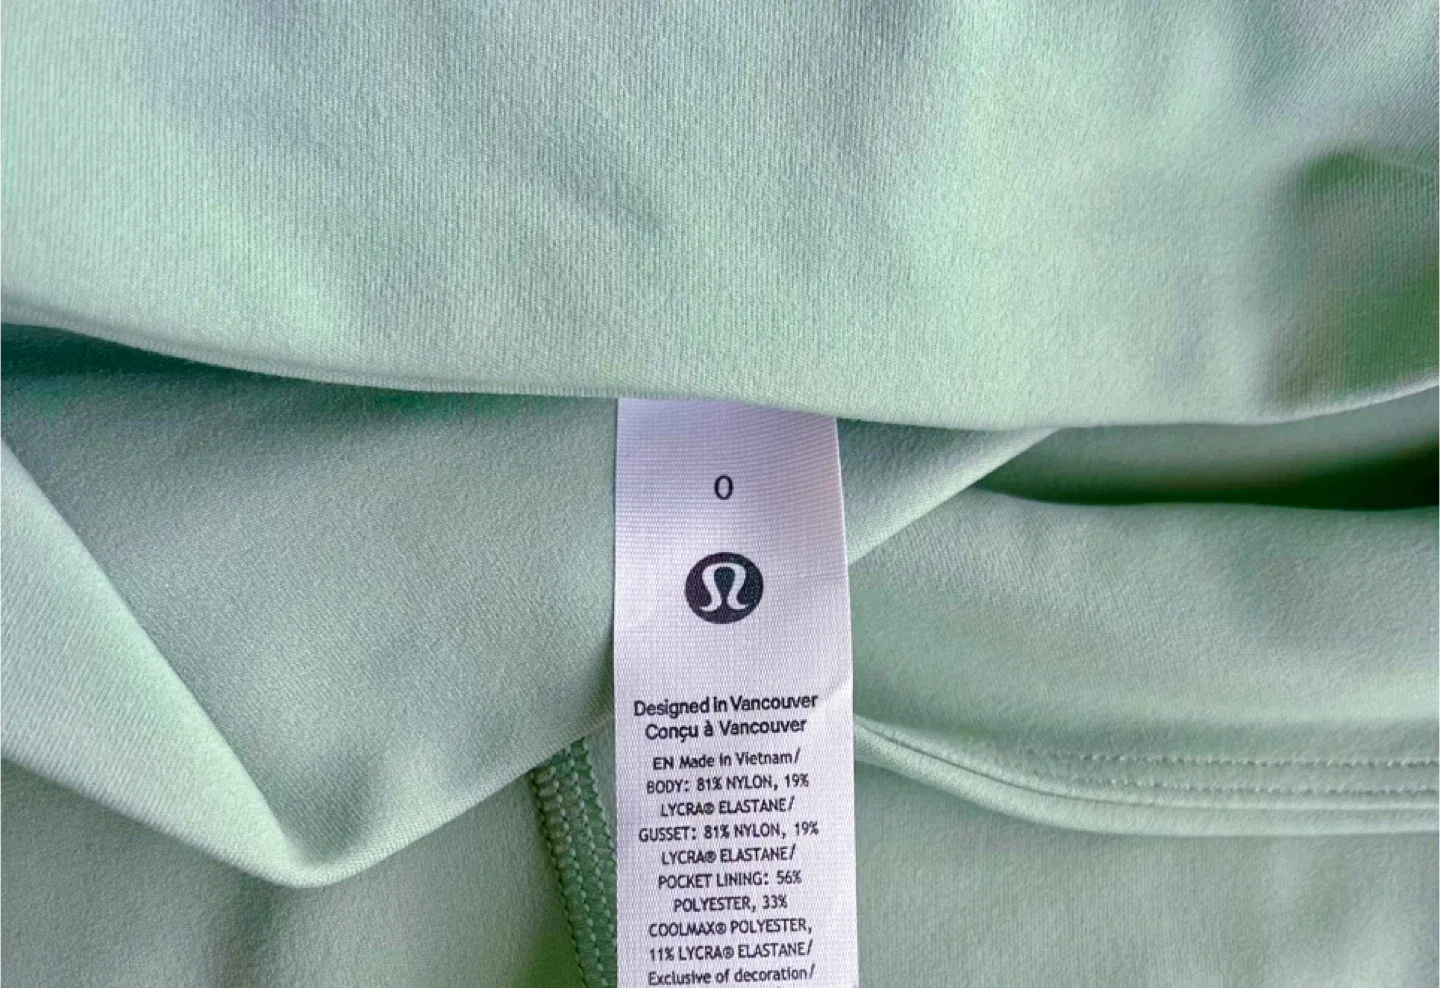 0
Designed in Vancouver
Conçu à Vancouver
EN Made in Vietnam/
BODY: 81% NYLON, 19%
LYCRA® ELASTANE/
GUSSET: 81% NYLON, 19%
LYCRA® ELASTANE/
POCKET LINING: 56%
POLYESTER, 33%
COOLMAX® POLYESTER,
11% LYCRA® ELASTANE/
Exclusive of decoration/